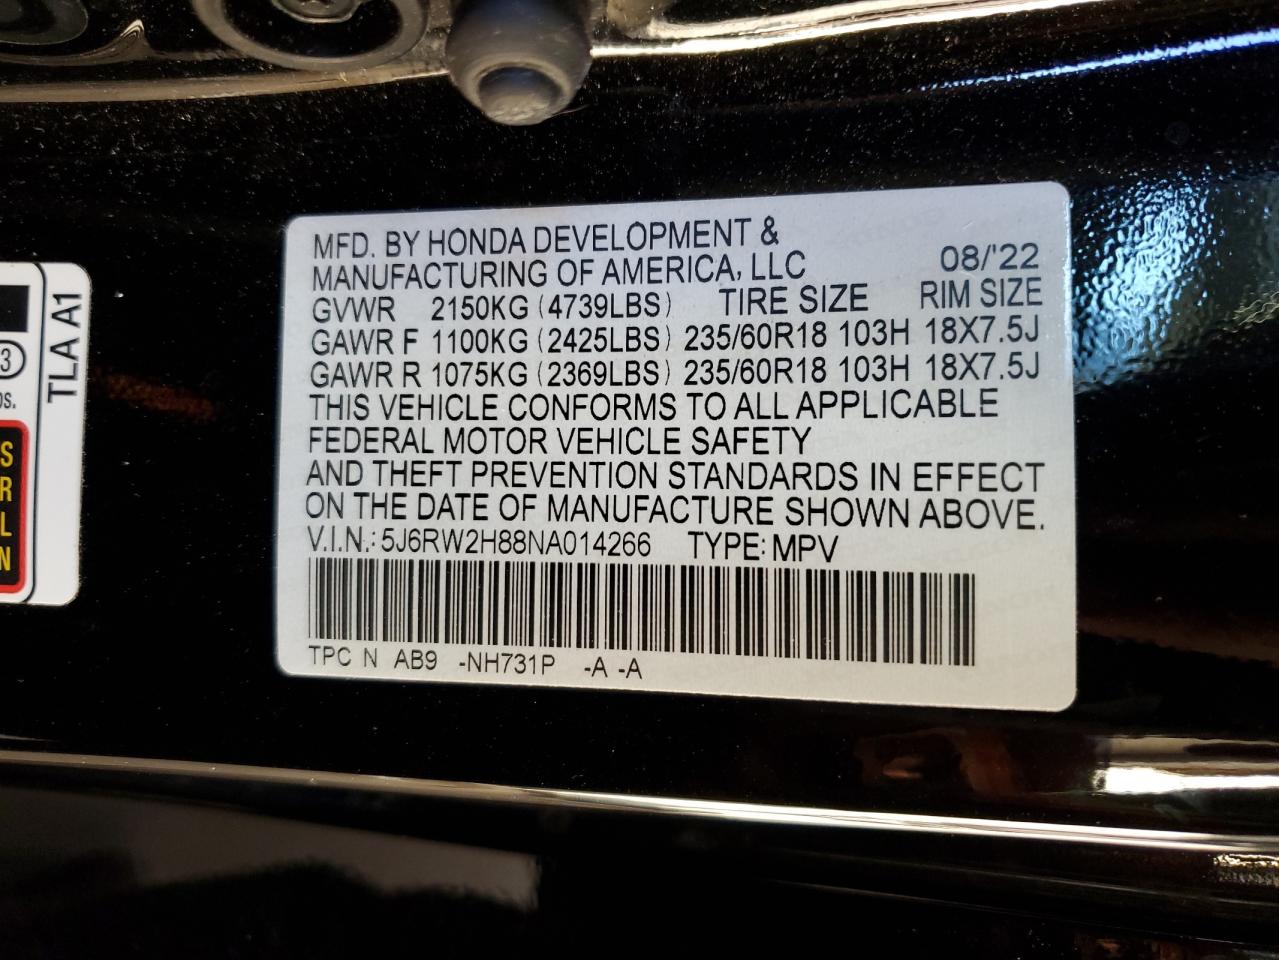 MFD. BY HONDA DEVELOPMENT &
MANUFACTURING OF AMERICA, LLC 08/'22
GVWR 2150KG (4739LBS) TIRE SIZE RIM SIZE
GAWR F 1100KG (2425LBS) 235/60R18 103H 18X7.5J
GAWR R 1075KG (2369LBS) 235/60R18 103H 18X7.5J
THIS VEHICLE CONFORMS TO ALL APPLICABLE
FEDERAL MOTOR VEHICLE SAFETY
AND THEFT PREVENTION STANDARDS IN EFFECT
ON THE DATE OF MANUFACTURE SHOWN ABOVE.
V.I.N.: 5J6RW2H88NA014266 TYPE: MPV
TPC N AB9 -NH731P -A -A
TLA A1
3
os.
S
R
L
N